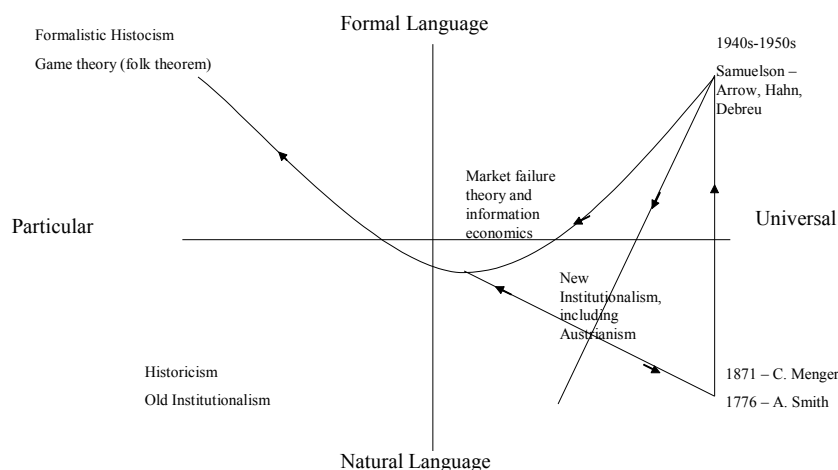 Formal Language
Formalistic Histocism
Game theory (folk theorem)
1940s-1950s
Samuelson –
Arrow, Hahn,
Debreu
Market failure
theory and
information
economics
Particular
Universal
New
Institutionalism,
including
Austrianism
Historicism
Old Institutionalism
1871 – C. Menger
1776 – A. Smith
Natural Language